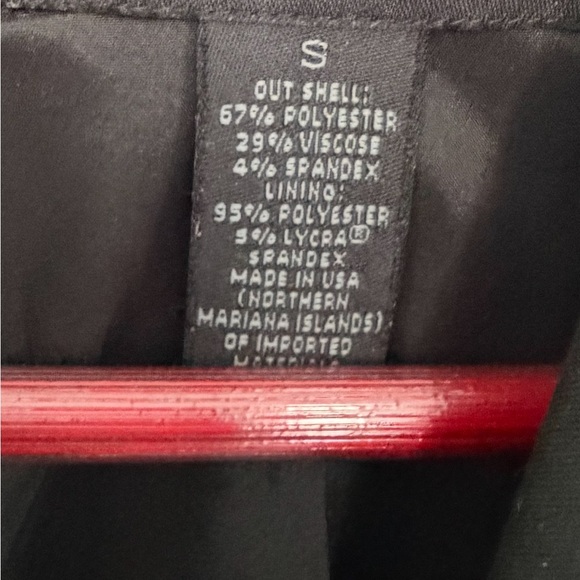 S
OUT SHELL:
67% POLYESTER
29% VISCOSE
4% SPANDEX
LINING:
95% POLYESTER
5% LYCRA®
SPANDEX
MADE IN USA
(NORTHERN
MARIANA ISLANDS)
OF IMPORTED
MATERIALS